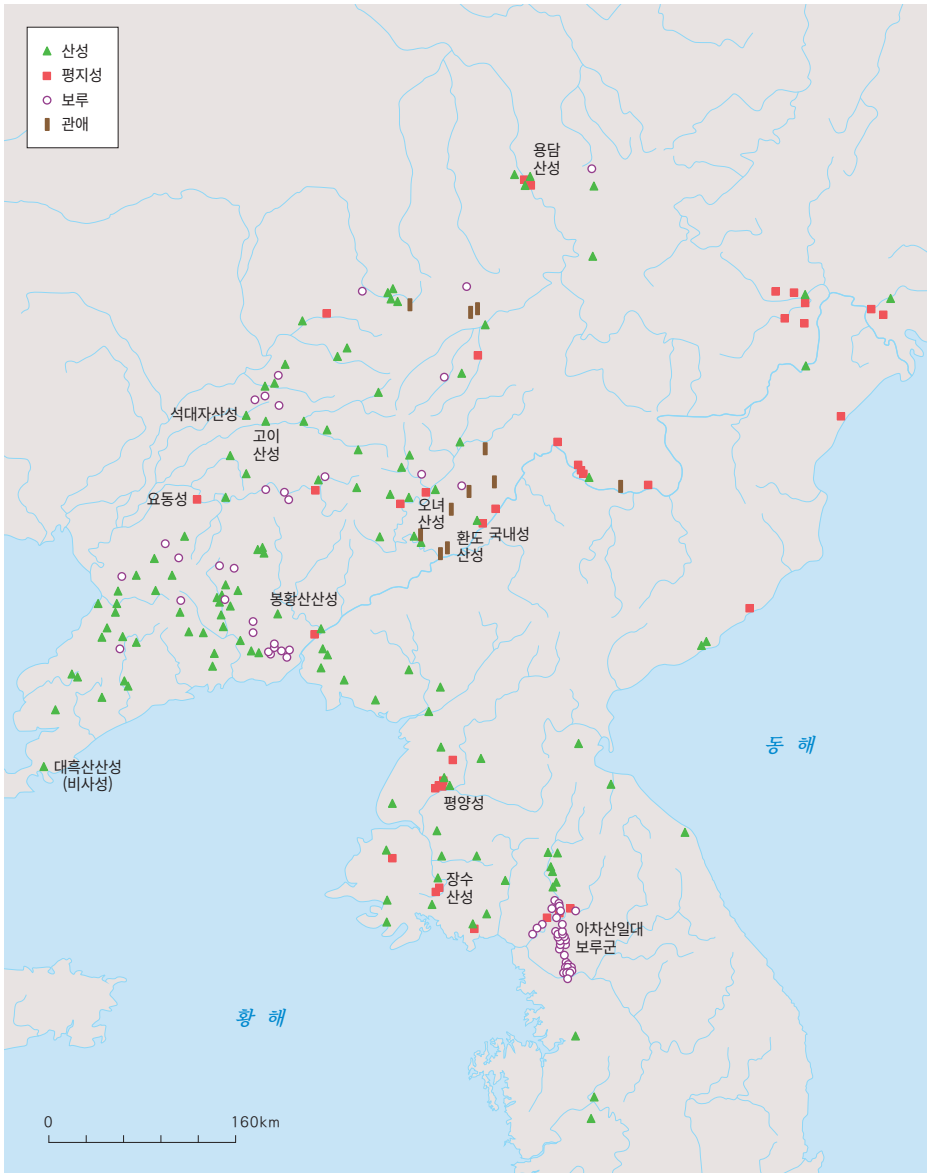 산성
평지성
보루
관애
용담
산성
석대자산성
고이
산성
요동성
오녀
산성
환도
산성
국내성
봉황산산성
동 해
대흑산산성
(비사성)
평양성
장수
산성
아차산일대
보루군
황 해
0
160km